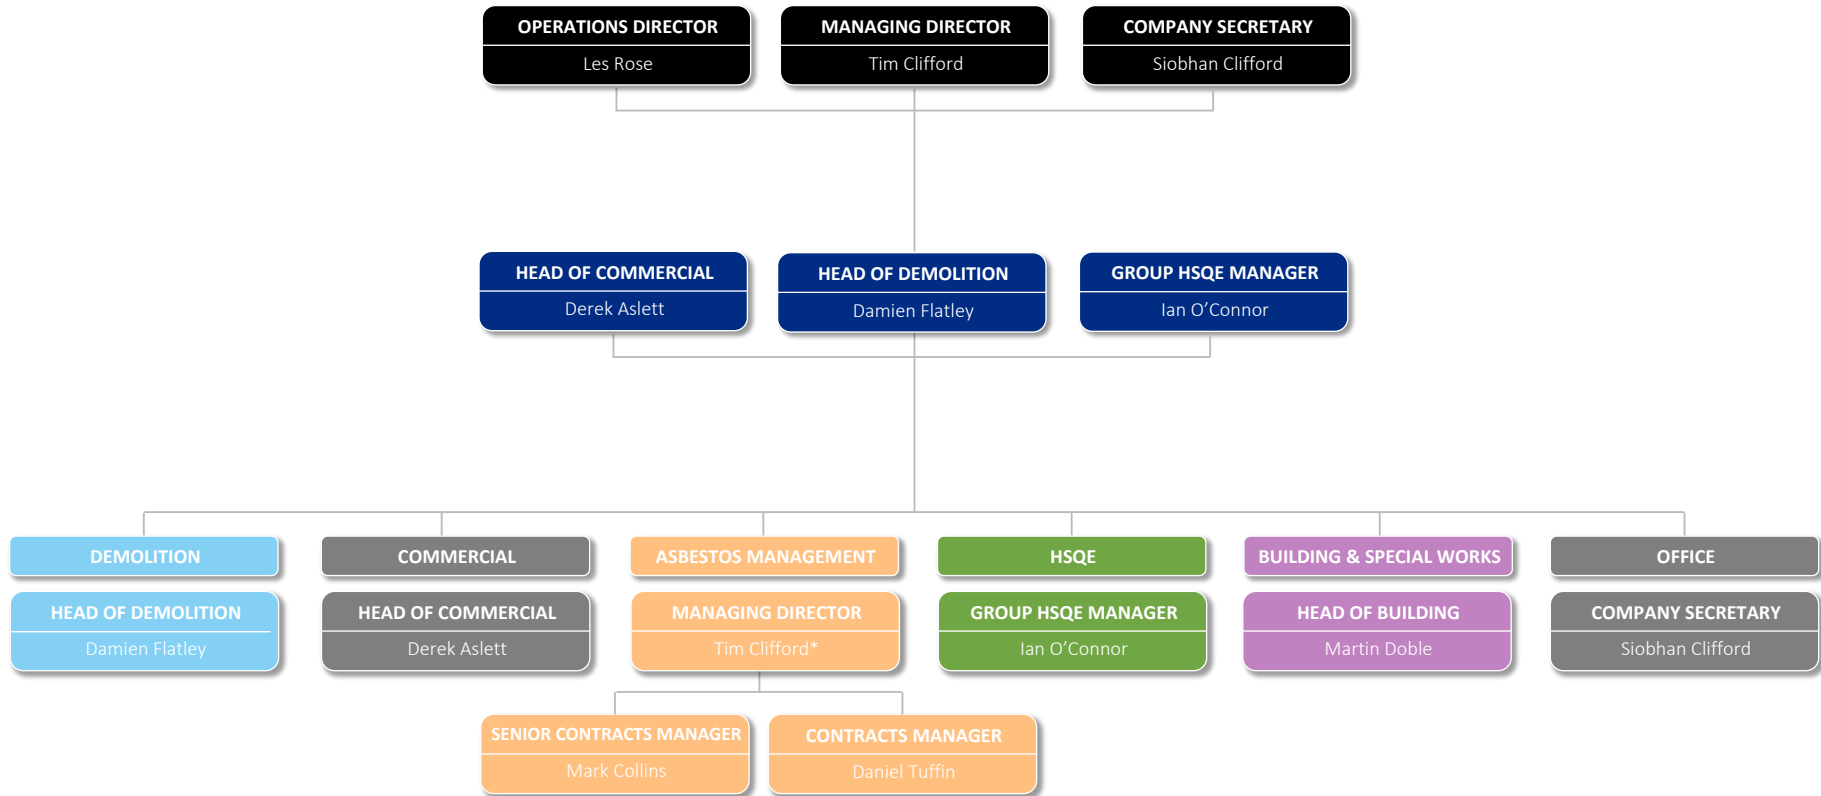 OPERATIONS DIRECTOR
Les Rose
MANAGING DIRECTOR
Tim Clifford
COMPANY SECRETARY
Siobhan Clifford
HEAD OF COMMERCIAL
Derek Aslett
HEAD OF DEMOLITION
Damien Flatley
GROUP HSQE MANAGER
Ian O’Connor
DEMOLITION
HEAD OF DEMOLITION
Damien Flatley
COMMERCIAL
HEAD OF COMMERCIAL
Derek Aslett
ASBESTOS MANAGEMENT
MANAGING DIRECTOR
Tim Clifford*
SENIOR CONTRACTS MANAGER
Mark Collins
CONTRACTS MANAGER
Daniel Tuffin
HSQE
GROUP HSQE MANAGER
Ian O’Connor
BUILDING & SPECIAL WORKS
HEAD OF BUILDING
Martin Doble
OFFICE
COMPANY SECRETARY
Siobhan Clifford